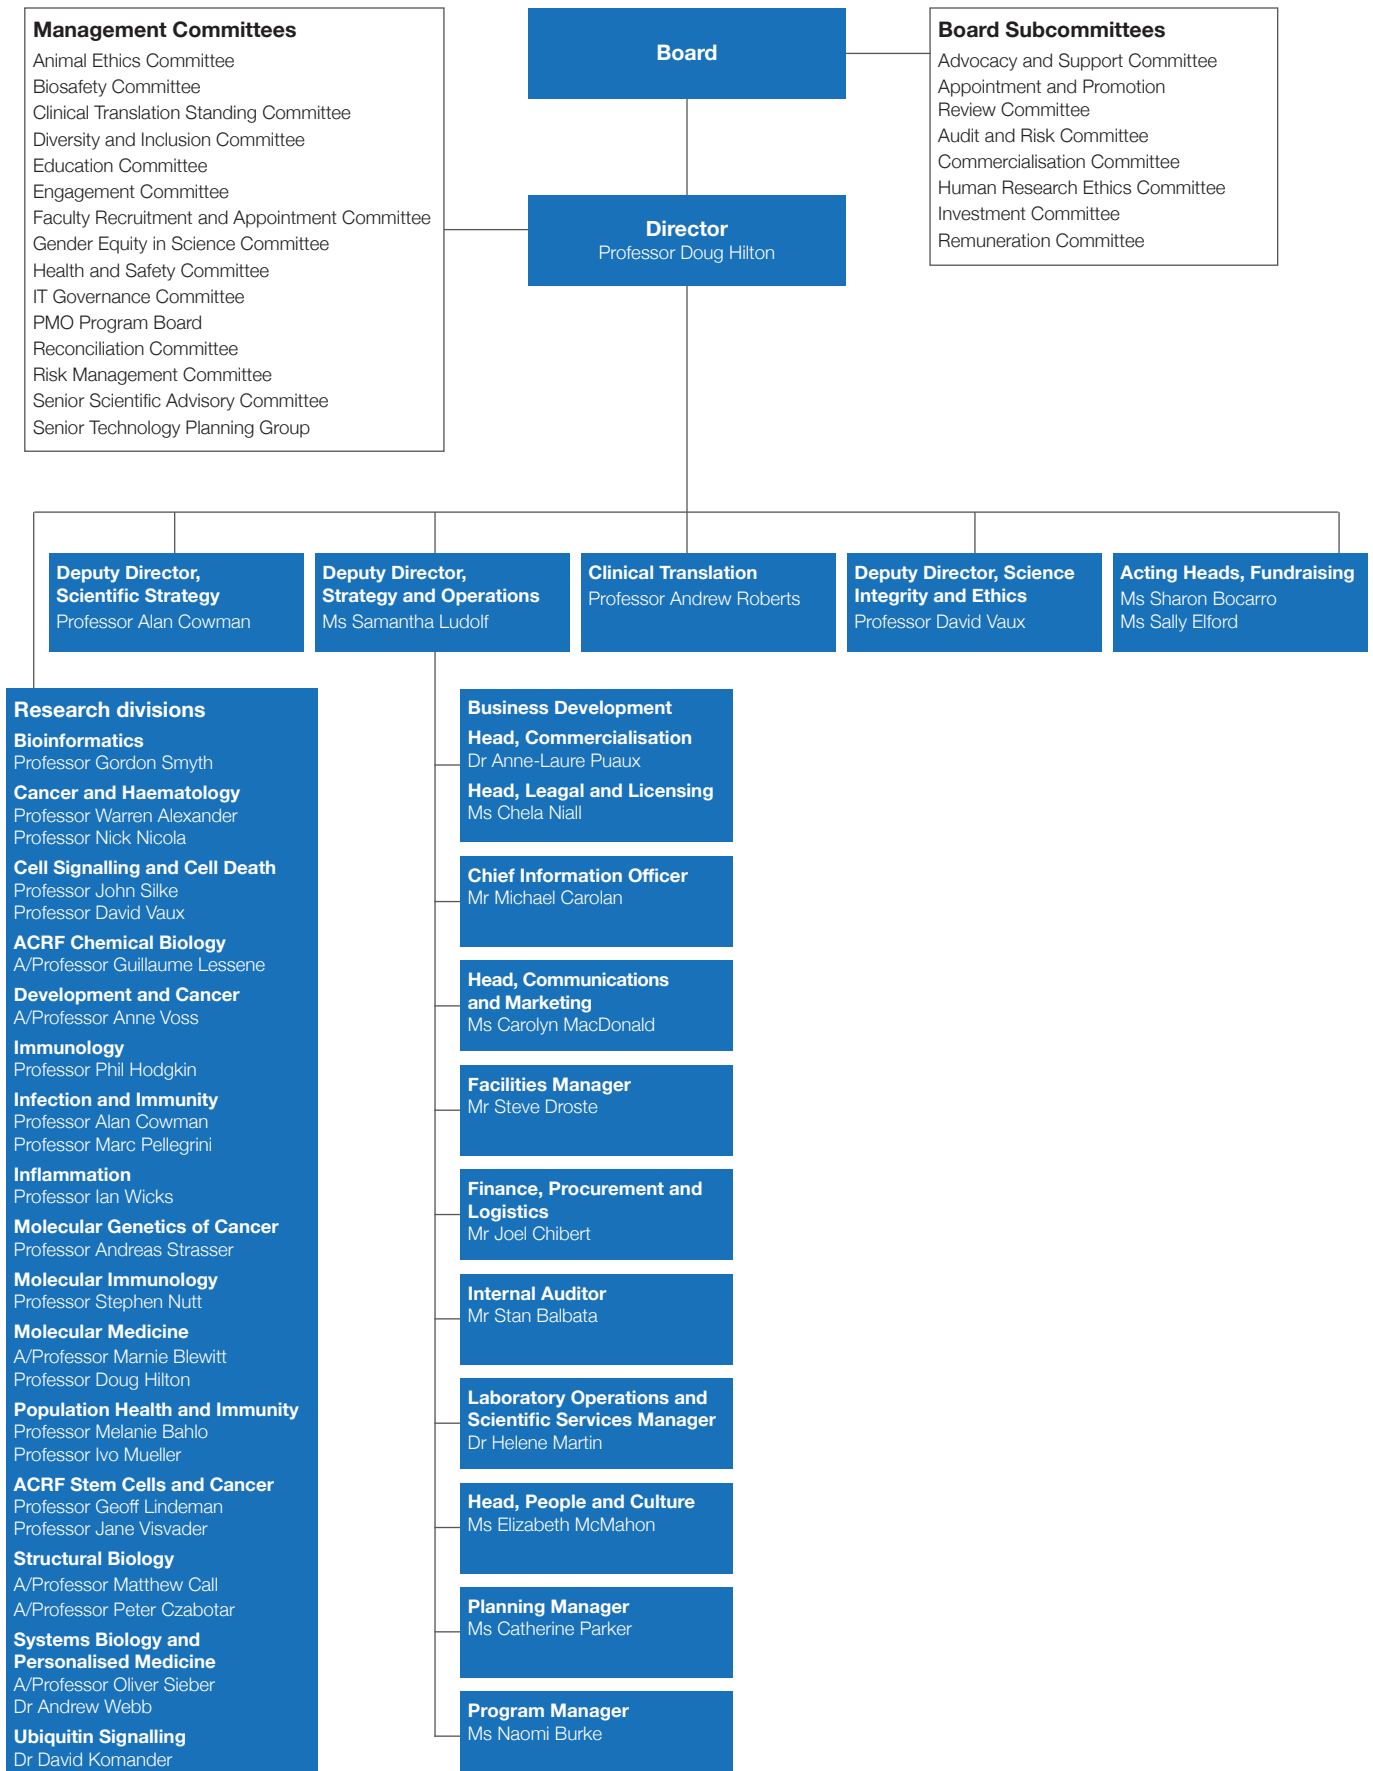 Management Committees
Animal Ethics Committee
Biosafety Committee
Clinical Translation Standing Committee
Diversity and Inclusion Committee
Education Committee
Engagement Committee
Faculty Recruitment and Appointment Committee
Gender Equity in Science Committee
Health and Safety Committee
IT Governance Committee
PMO Program Board
Reconciliation Committee
Risk Management Committee
Senior Scientific Advisory Committee
Senior Technology Planning Group
Board
Board Subcommittees
Advocacy and Support Committee
Appointment and Promotion
Review Committee
Audit and Risk Committee
Commercialisation Committee
Human Research Ethics Committee
Investment Committee
Remuneration Committee
Director
Professor Doug Hilton
Deputy Director,
Scientific Strategy
Professor Alan Cowman
Deputy Director,
Strategy and Operations
Ms Samantha Ludolf
Clinical Translation
Professor Andrew Roberts
Deputy Director, Science
Integrity and Ethics
Professor David Vaux
Acting Heads, Fundraising
Ms Sharon Bocarro
Ms Sally Elford
Research divisions
Bioinformatics
Professor Gordon Smyth
Cancer and Haematology
Professor Warren Alexander
Professor Nick Nicola
Cell Signalling and Cell Death
Professor John Silke
Professor David Vaux
ACRF Chemical Biology
A/Professor Guillaume Lessene
Development and Cancer
A/Professor Anne Voss
Immunology
Professor Phil Hodgkin
Infection and Immunity
Professor Alan Cowman
Professor Marc Pellegrini
Inflammation
Professor Ian Wicks
Molecular Genetics of Cancer
Professor Andreas Strasser
Molecular Immunology
Professor Stephen Nutt
Molecular Medicine
A/Professor Marnie Blewitt
Professor Doug Hilton
Population Health and Immunity
Professor Melanie Bahlo
Professor Ivo Mueller
ACRF Stem Cells and Cancer
Professor Geoff Lindeman
Professor Jane Visvader
Structural Biology
A/Professor Matthew Call
A/Professor Peter Czabotar
Systems Biology and
Personalised Medicine
A/Professor Oliver Sieber
Dr Andrew Webb
Ubiquitin Signalling
Dr David Komander
Business Development
Head, Commercialisation
Dr Anne-Laure Puaux
Head, Leagal and Licensing
Ms Chela Niall
Chief Information Officer
Mr Michael Carolan
Head, Communications
and Marketing
Ms Carolyn MacDonald
Facilities Manager
Mr Steve Droste
Finance, Procurement and
Logistics
Mr Joel Chibert
Internal Auditor
Mr Stan Balbata
Laboratory Operations and
Scientific Services Manager
Dr Helene Martin
Head, People and Culture
Ms Elizabeth McMahon
Planning Manager
Ms Catherine Parker
Program Manager
Ms Naomi Burke